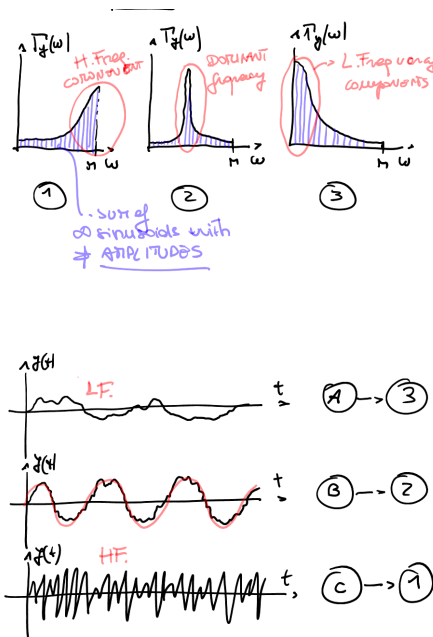 Γy(ω)
H. Freq.
COMPONENT
π ω
1
Γy(ω)
DOMINANT
frequency
π ω
2
Γy(ω)
L. Frequency
components
π ω
3
sum of
∞ sinusoids with
≠ AMPLITUDES
y(t)
LF.
t
A → 3
y(t)
t
B → 2
y(t)
HF.
t
C → 1